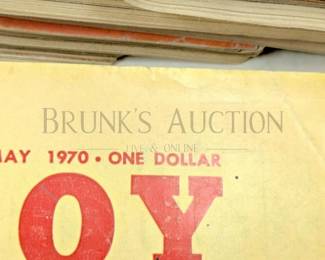 BRUNK'S AUCTION
LIVE & ONLINE
MAY 1970 • ONE DOLLAR
OY